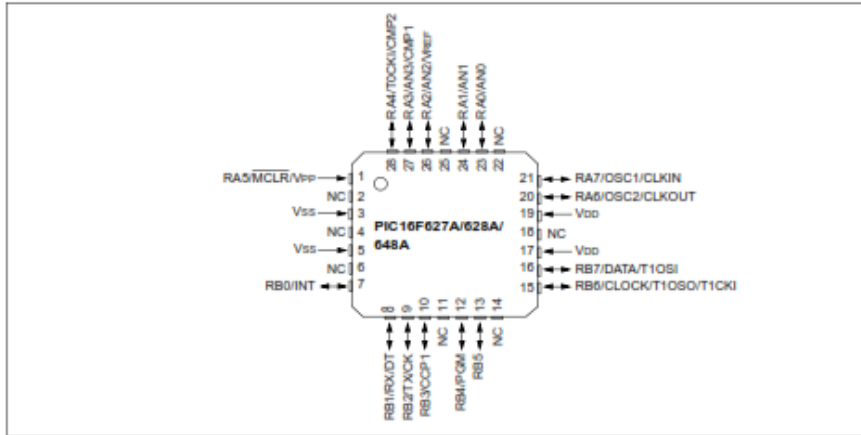 RA4/T0CKI/CMP2
RA3/AN3/CMP1
RA2/AN2/VREF
NC
RA1/AN1
RA0/AN0
NC
28 27 26 25 24 23 22
RA5/MCLR/VPP 1
NC 2
VSS 3
NC 4
VSS 5
NC 6
RB0/INT 7
PIC16F627A/628A/
648A
21 RA7/OSC1/CLKIN
20 RA6/OSC2/CLKOUT
19 VDD
18 NC
17 VDD
16 RB7/DATA/T1OSI
15 RB6/CLOCK/T1OSO/T1CKI
8 9 10 11 12 13 14
RB1/RX/DT
RB2/TX/CK
RB3/CCP1
NC
RB4/PGM
RB5
NC